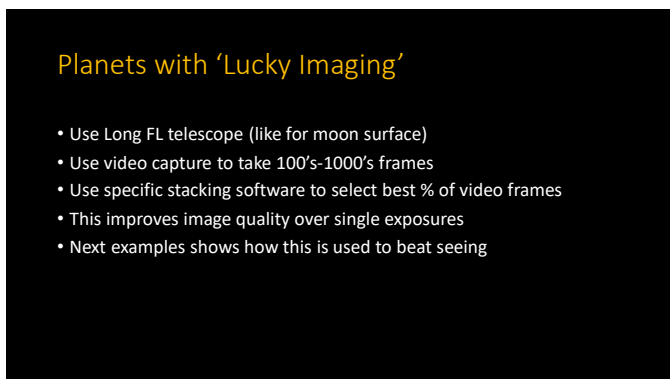 Planets with ‘Lucky Imaging’
• Use Long FL telescope (like for moon surface)
• Use video capture to take 100’s-1000’s frames
• Use specific stacking software to select best % of video frames
• This improves image quality over single exposures
• Next examples shows how this is used to beat seeing